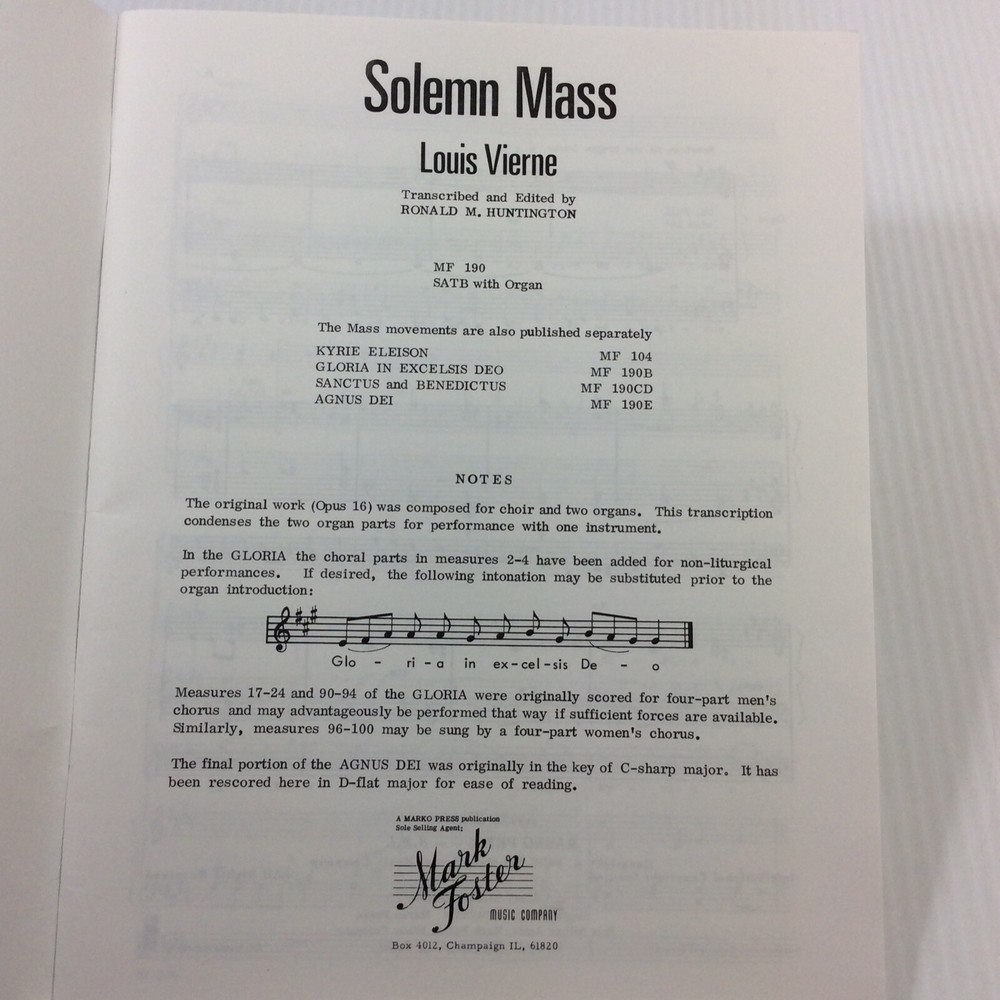 Solemn Mass
Louis Vierne
Transcribed and Edited by
RONALD M. HUNTINGTON
MF 190
SATB with Organ
The Mass movements are also published separately
KYRIE ELEISON MF 104
GLORIA IN EXCELSIS DEO MF 190B
SANCTUS and BENEDICTUS MF 190CD
AGNUS DEI MF 190E
NOTES
The original work (Opus 16) was composed for choir and two organs. This transcription
condenses the two organ parts for performance with one instrument.
In the GLORIA the choral parts in measures 2-4 have been added for non-liturgical
performances. If desired, the following intonation may be substituted prior to the
organ introduction:
Glo - ri - a in ex - cel - sis De - o
Measures 17-24 and 90-94 of the GLORIA were originally scored for four-part men's
chorus and may advantageously be performed that way if sufficient forces are available.
Similarly, measures 96-100 may be sung by a four-part women's chorus.
The final portion of the AGNUS DEI was originally in the key of C-sharp major. It has
been rescored here in D-flat major for ease of reading.
A MARKO PRESS publication
Sole Selling Agent;
Mark
Foster
MUSIC COMPANY
Box 4012, Champaign IL, 61820